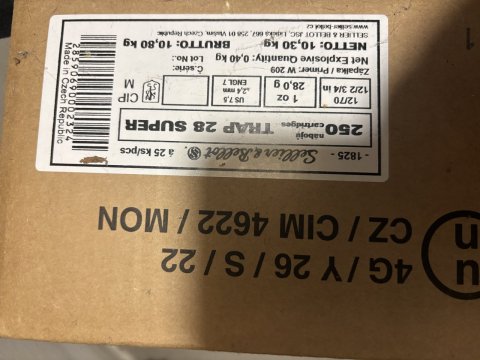 - 1825 - Sellier & Bellot á 25 ks/pcs
250 nabojů cartridges TRAP 28 SUPER
12/70 12/2 3/4 in
1 oz 28,0 g
US 7,5 2,4 mm ENGL 7
CIP M
Zápalka / Primer: W 209 Č.série:
Net Explosive Quantity: 0,40 kg Lot No:
NETTO: 10,30 kg BRUTTO: 10,80 kg
SELLIER & BELLOT JSC, Lidická 667, 258 01 Vlašim, Czech Republic
www.sellier-bellot.cz
Made in Czech Republic
u n
4G / Y 26 / S / 22
CZ / CIM 4622 / MON